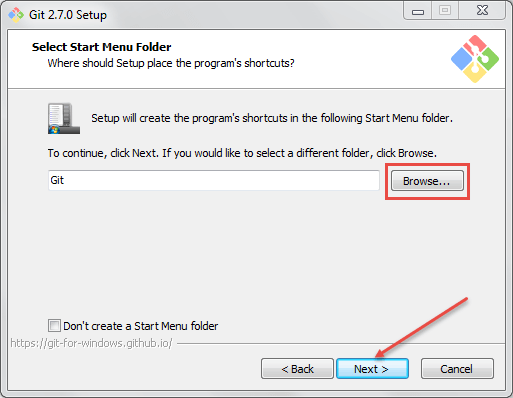 Git 2.7.0 Setup
Select Start Menu Folder
Where should Setup place the program's shortcuts?
Setup will create the program's shortcuts in the following Start Menu folder.
To continue, click Next. If you would like to select a different folder, click Browse.
Git
Browse...
Don't create a Start Menu folder
https://git-for-windows.github.io/
< Back
Next >
Cancel